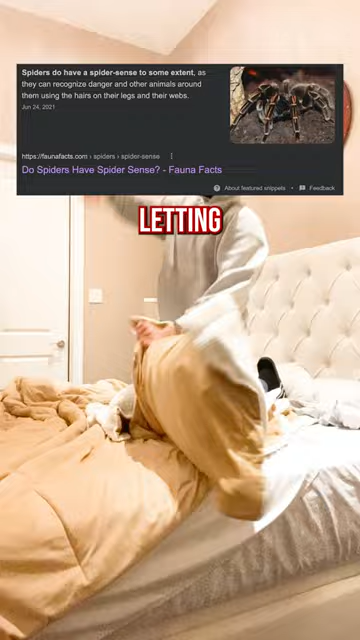 Spiders do have a spider-sense to some extent, as
they can recognize danger and other animals around
them using the hairs on their legs and their webs.
Jun 24, 2021
https://faunafacts.com › spiders › spider-sense
Do Spiders Have Spider Sense? - Fauna Facts
About featured snippets • Feedback
LETTING